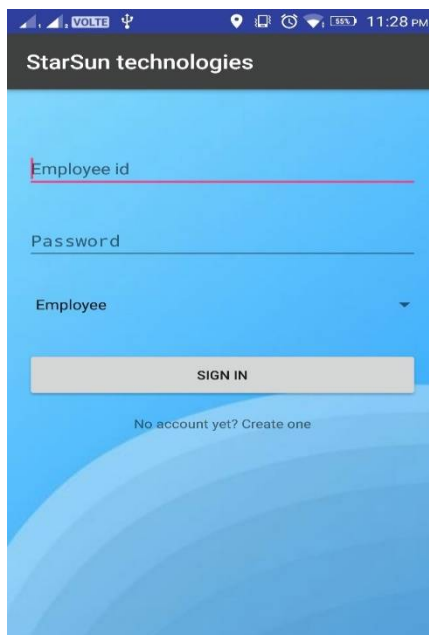 VOLTE 55% 11:28 PM
StarSun technologies
Employee id
Password
Employee
SIGN IN
No account yet? Create one